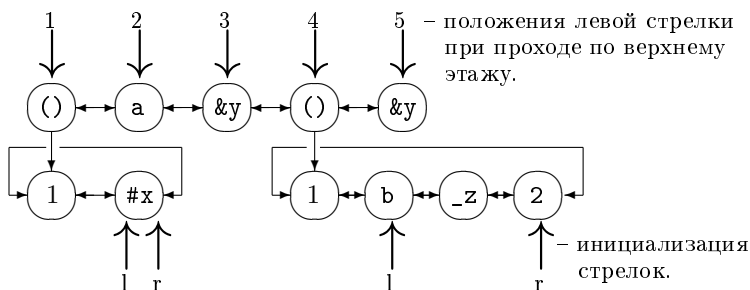 1 2 3 4 5 – положения левой стрелки
при проходе по верхнему
этажу.
() a &y () &y
1 #x 1 b _z 2
– инициализация
стрелок.
l r l r